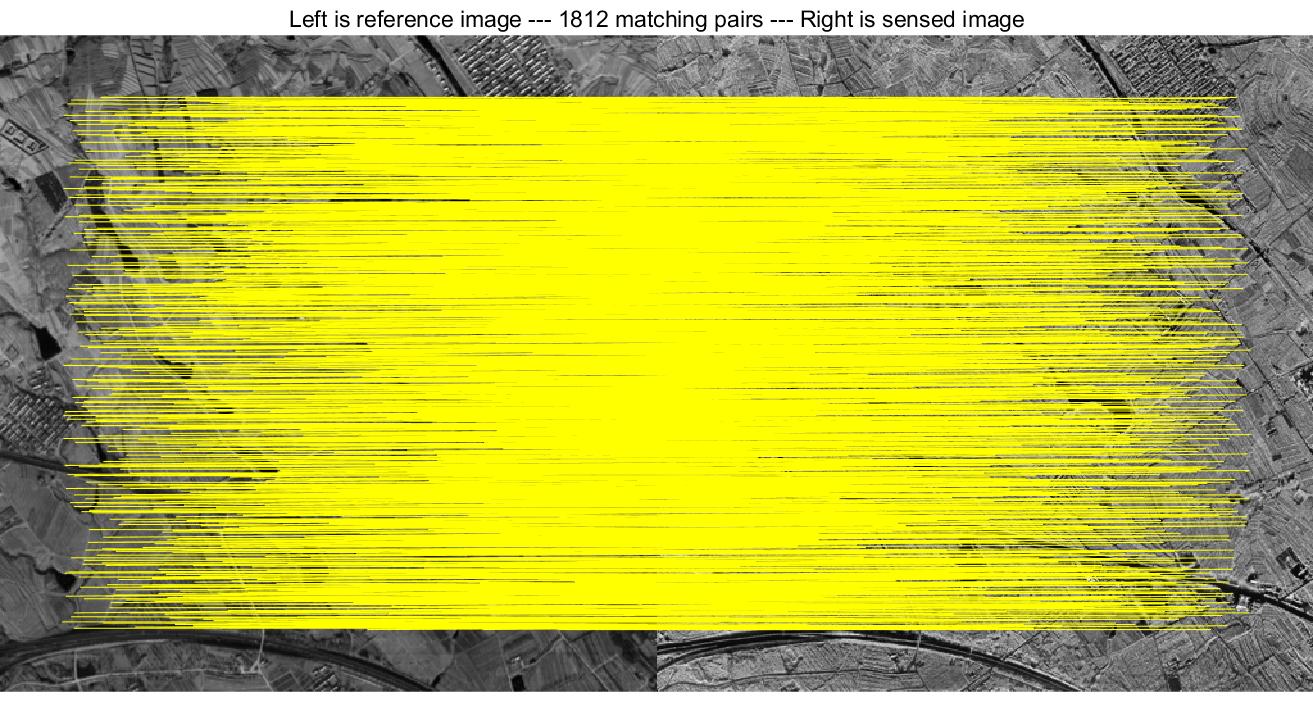 Left is reference image --- 1812 matching pairs --- Right is sensed image